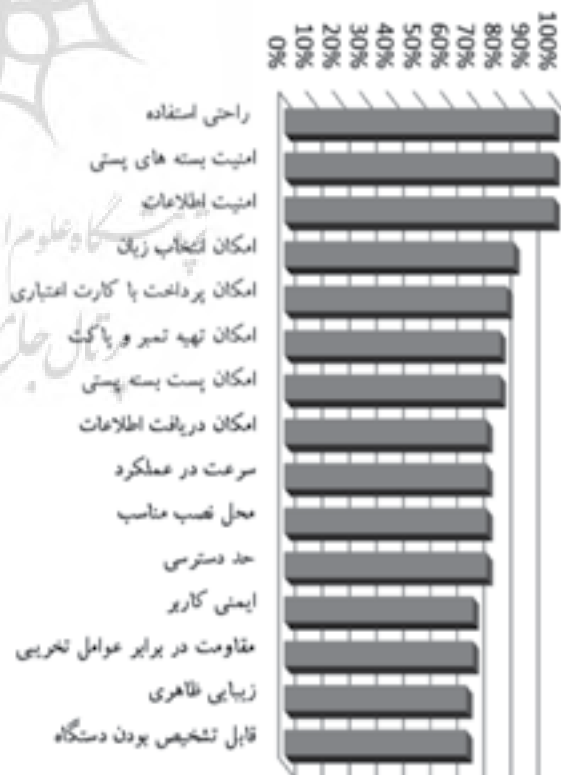 0%
10%
20%
30%
40%
50%
60%
70%
80%
90%
100%
راحتی استفاده
امنیت بسته های پستی
امنیت اطلاعات
امکان انتخاب زبان
امکان پرداخت با کارت اعتباری
امکان تهیه تمبر و پاکت
امکان پست بسته پستی
امکان دریافت اطلاعات
سرعت در عملکرد
محل نصب مناسب
حد دسترسی
ایمنی کاربر
مقاومت در برابر عوامل تخریبی
زیبایی ظاهری
قابل تشخیص بودن دستگاه